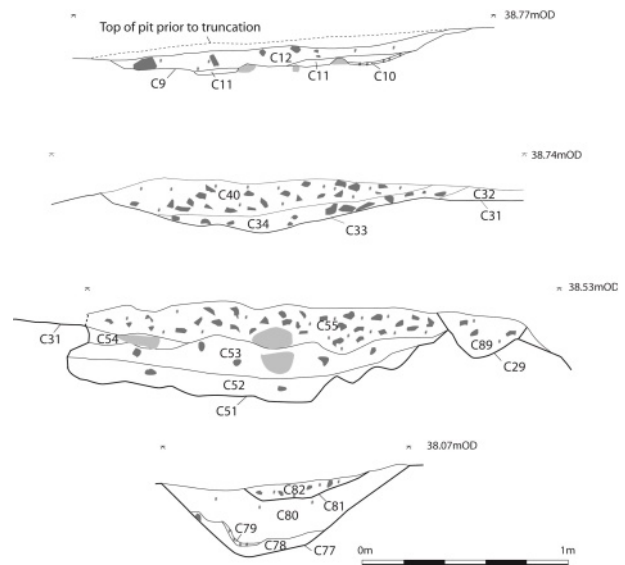 38.77mOD
Top of pit prior to truncation
C12
C9
C11
C11
C10
38.74mOD
C40
C32
C34
C33
C31
38.53mOD
C55
C31
C54
C53
C89
C29
C52
C51
38.07mOD
C82
C81
C80
C79
C78
C77
0m
1m